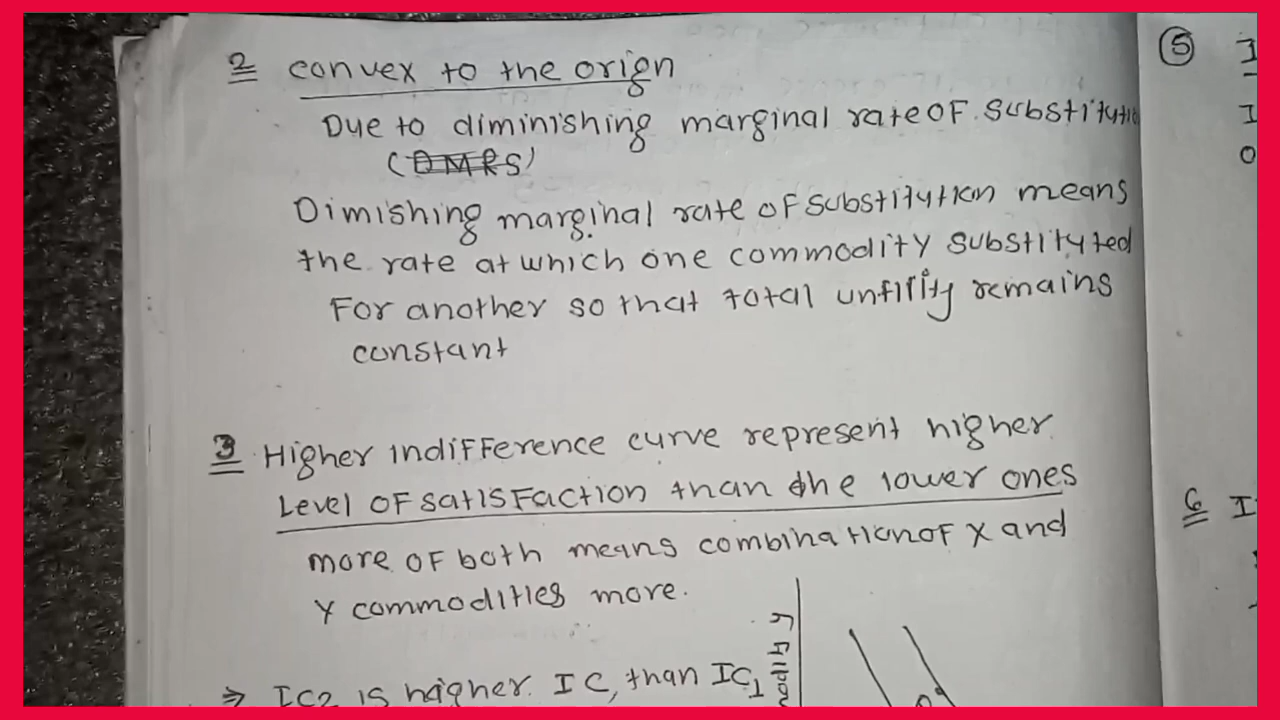 2 convex to the orign
Due to diminishing marginal rate of substitutio
(DMRS)
Dimishing marginal rate of substitution means
the rate at which one commodity substituted
For another so that total untility remains
constant
3 Higher indifference curve represent higher
Level of satisfaction than the lower ones
more of both means combination of X and
Y commodities more.
⇒ IC2 is higher IC, than IC1
5
6